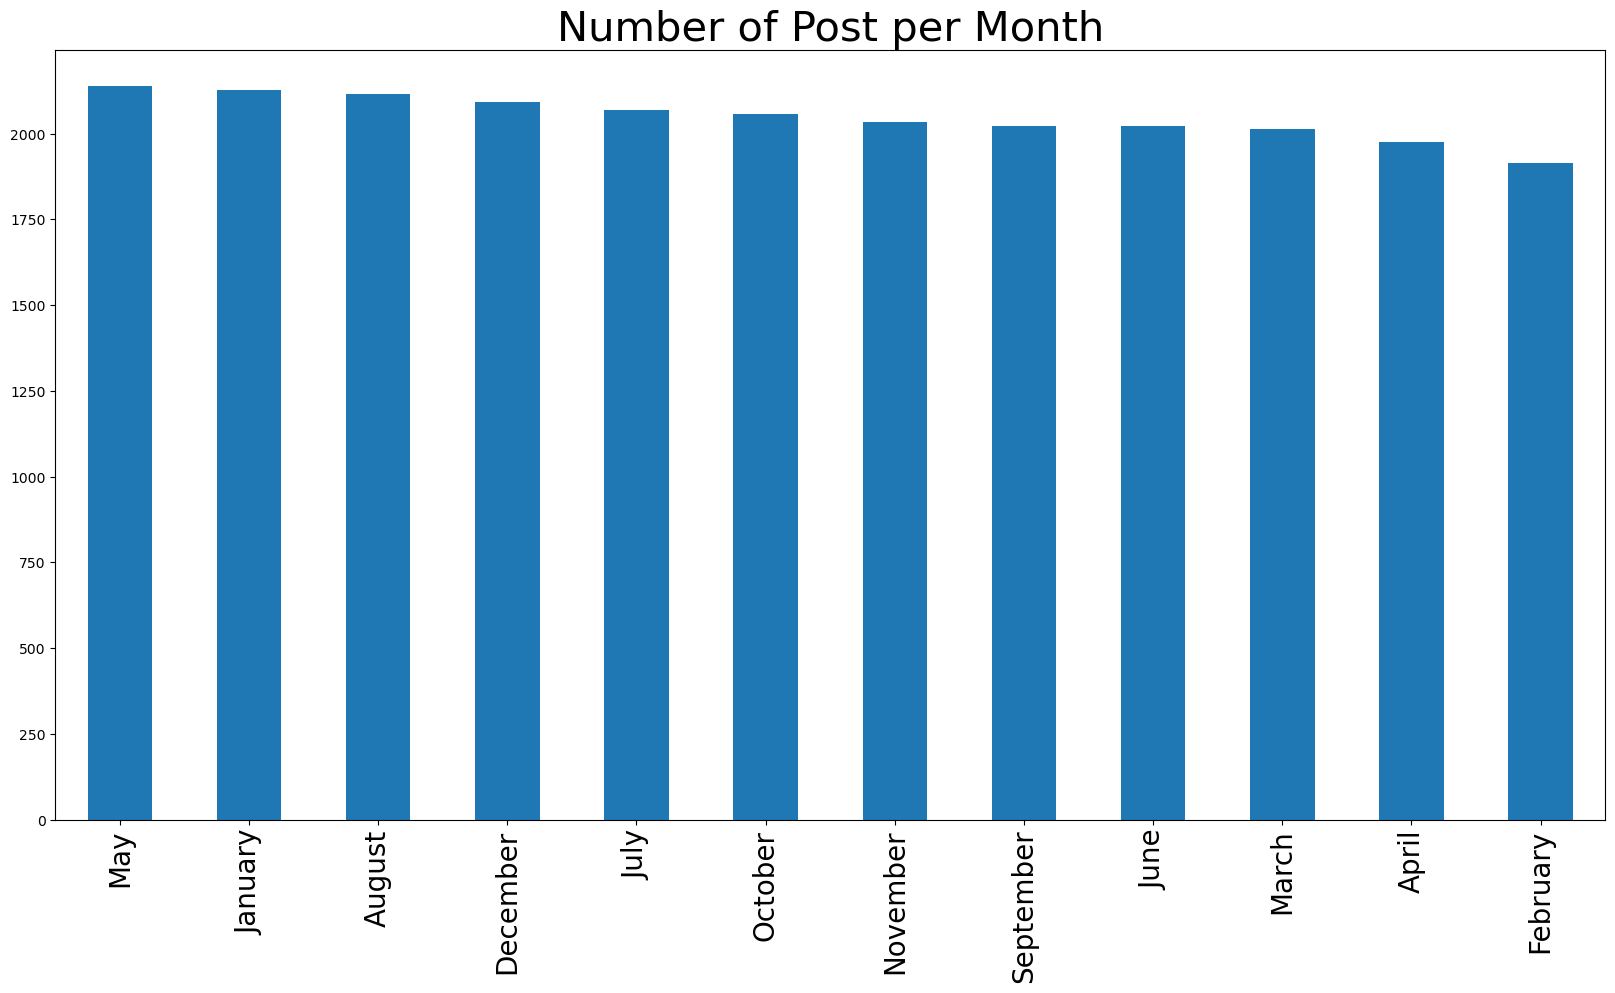 Number of Post per Month
2000
1750
1500
1250
1000
750
500
250
0
May
January
August
December
July
October
November
September
June
March
April
February